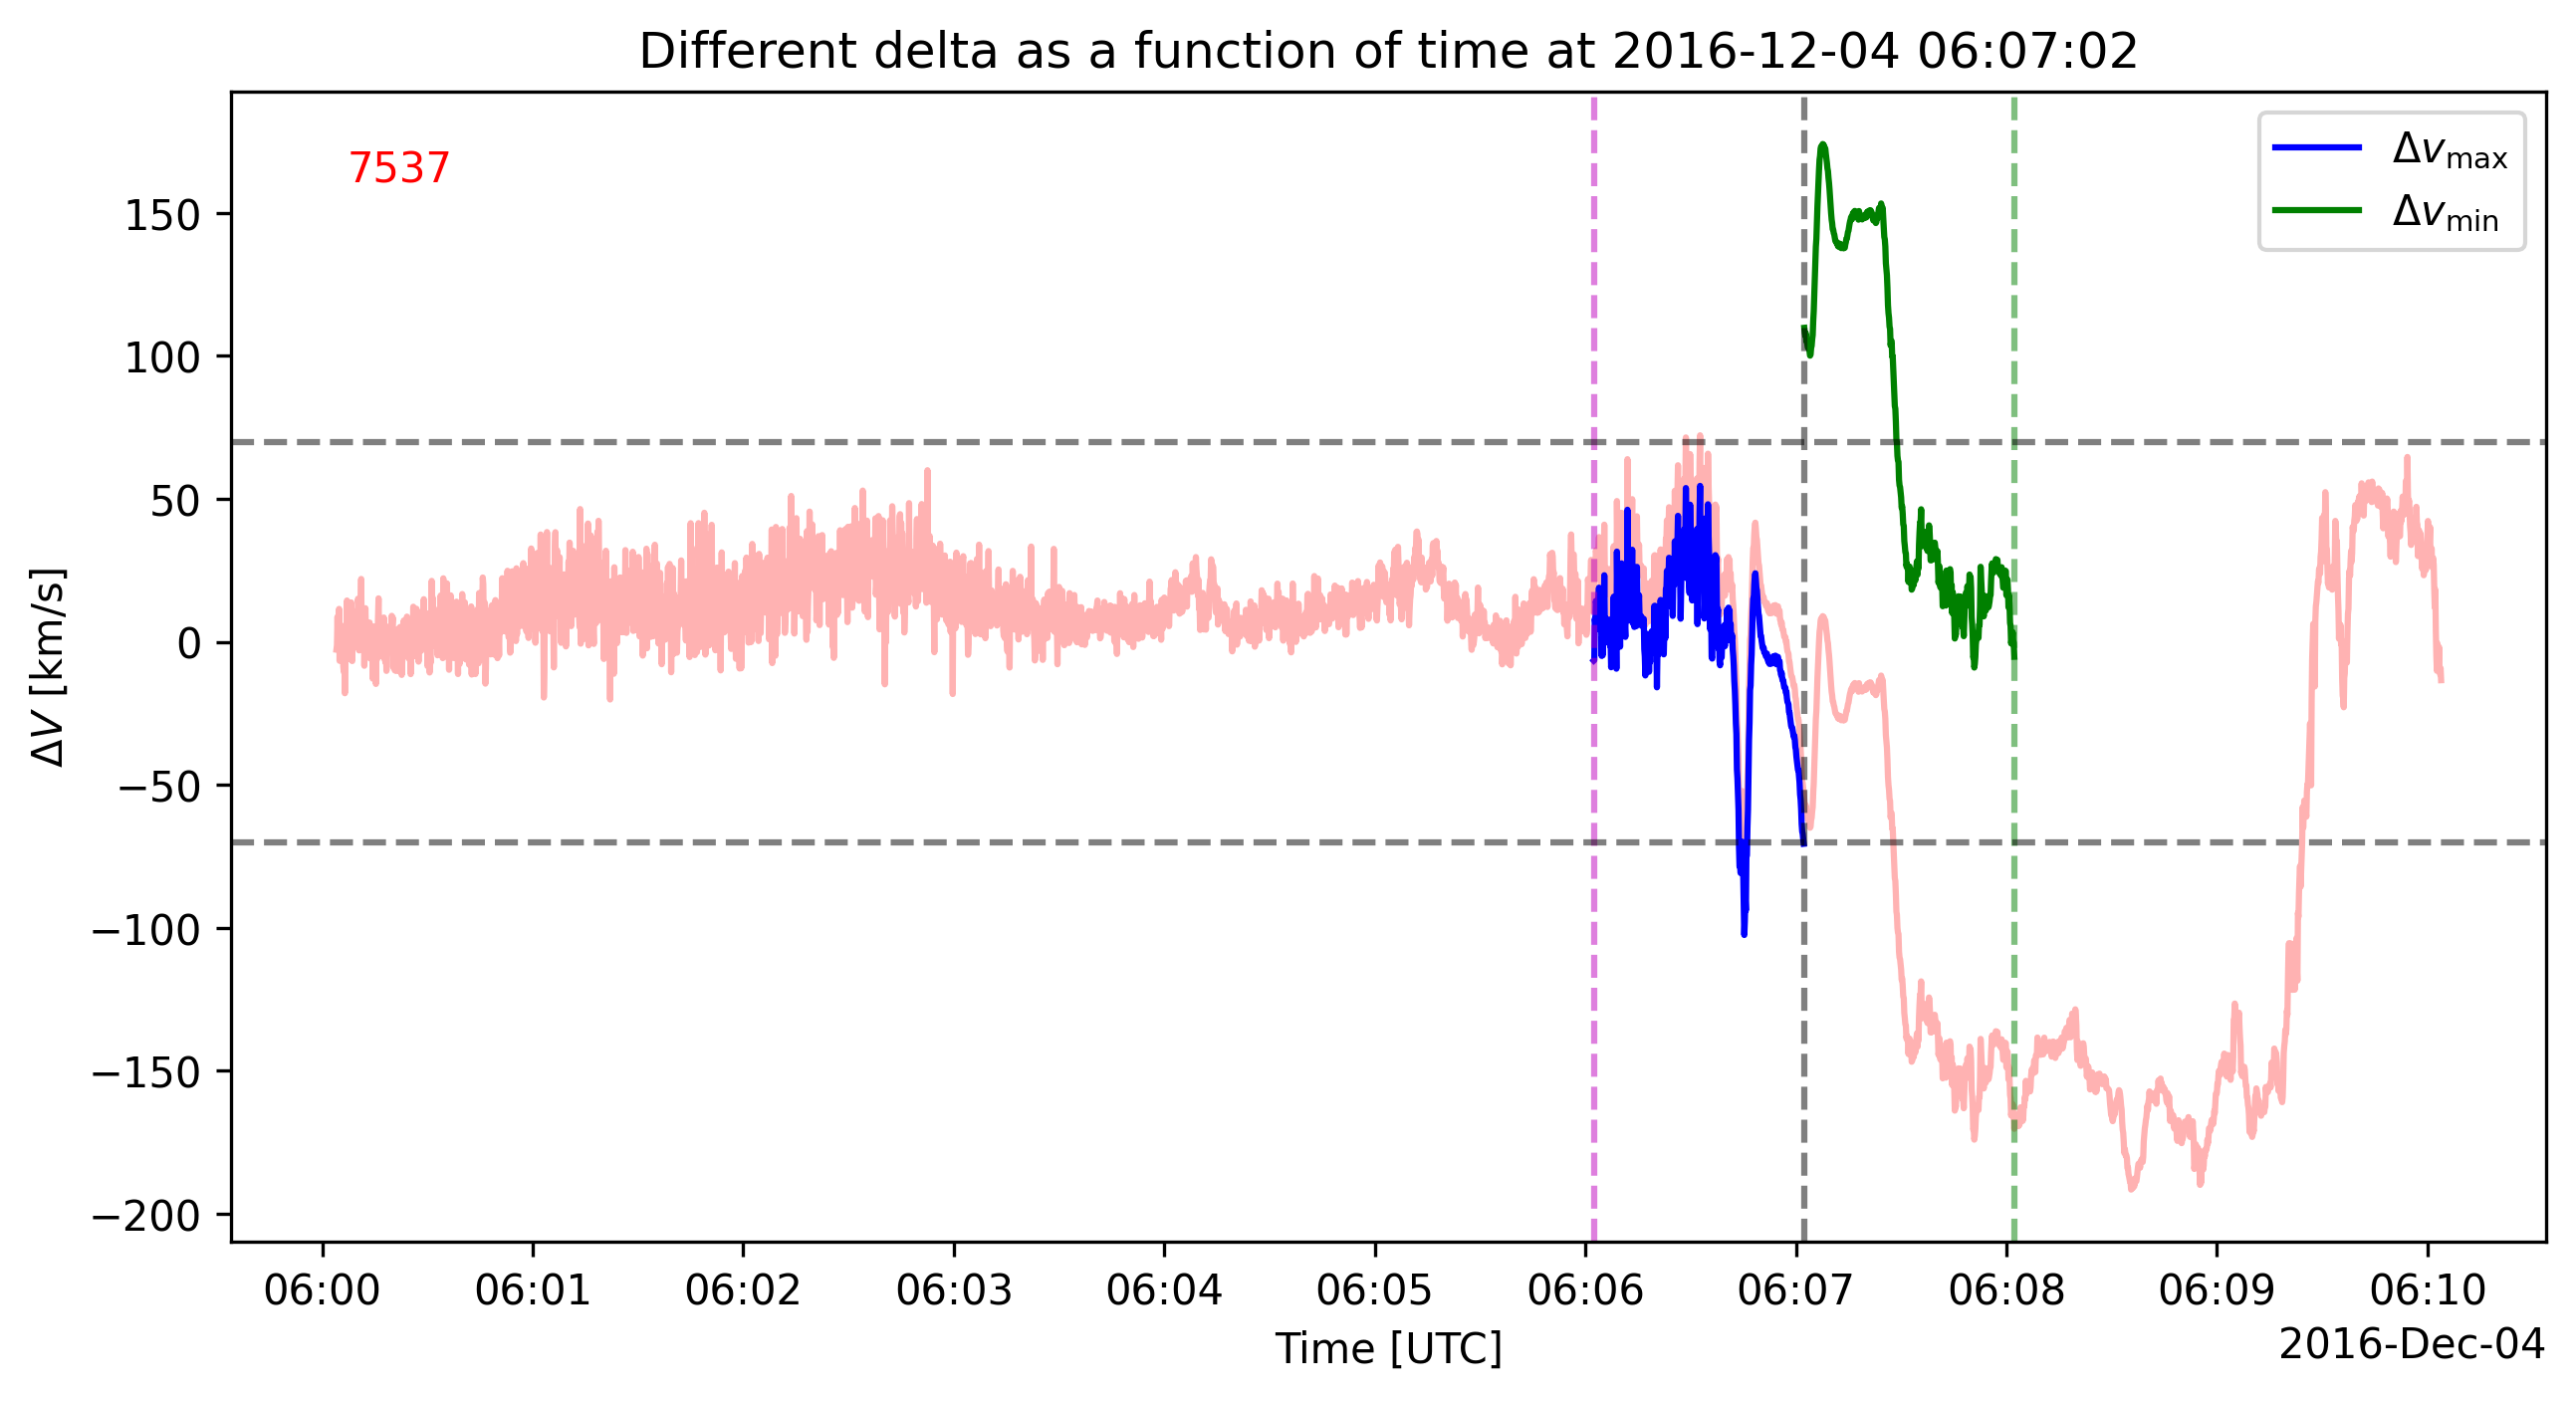 Different delta as a function of time at 2016-12-04 06:07:02
7537
Δv_max
Δv_min
150
100
50
0
−50
−100
−150
−200
ΔV [km/s]
06:00 06:01 06:02 06:03 06:04 06:05 06:06 06:07 06:08 06:09 06:10
Time [UTC]
2016-Dec-04